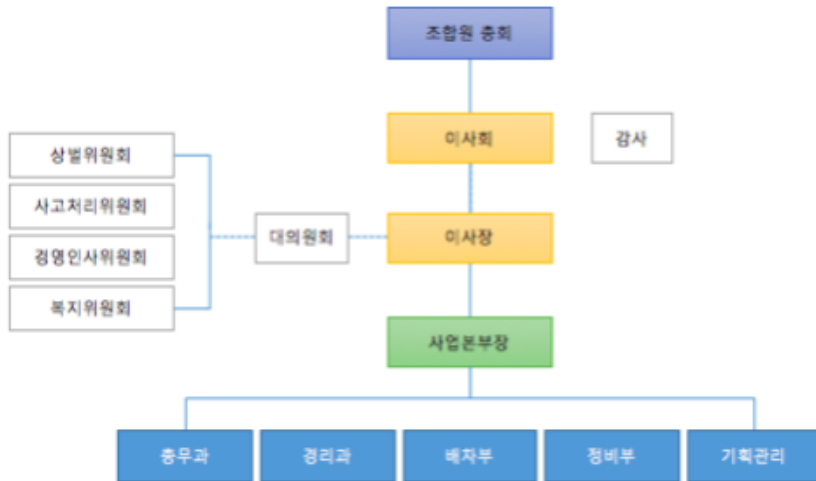 조합원 총회
이사회
감사
상벌위원회
사고처리위원회
대의원회
이사장
경영인사위원회
복지위원회
사업본부장
총무과
경리과
배차부
정비부
기획관리